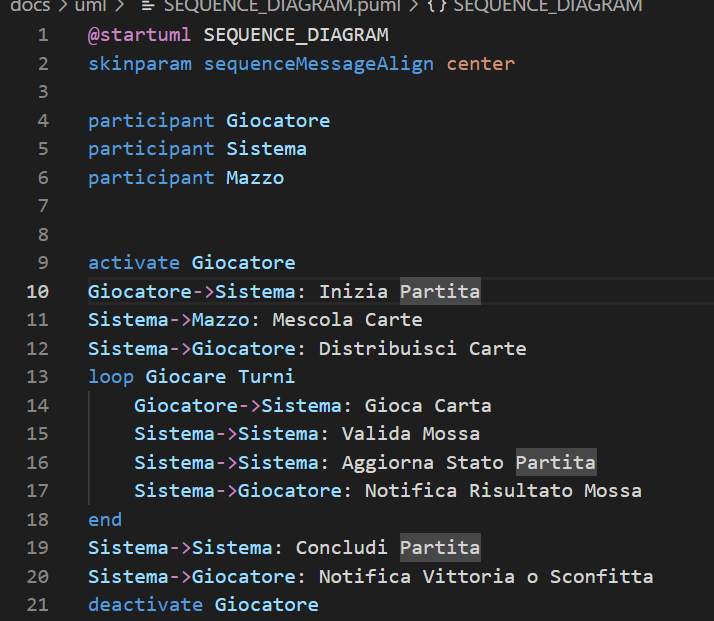 docs > uml > SEQUENCE_DIAGRAM.puml > {} SEQUENCE_DIAGRAM
1 @startuml SEQUENCE_DIAGRAM
2 skinparam sequenceMessageAlign center
3
4 participant Giocatore
5 participant Sistema
6 participant Mazzo
7
8
9 activate Giocatore
10 Giocatore->Sistema: Inizia Partita
11 Sistema->Mazzo: Mescola Carte
12 Sistema->Giocatore: Distribuisci Carte
13 loop Giocare Turni
14     Giocatore->Sistema: Gioca Carta
15     Sistema->Sistema: Valida Mossa
16     Sistema->Sistema: Aggiorna Stato Partita
17     Sistema->Giocatore: Notifica Risultato Mossa
18 end
19 Sistema->Sistema: Concludi Partita
20 Sistema->Giocatore: Notifica Vittoria o Sconfitta
21 deactivate Giocatore